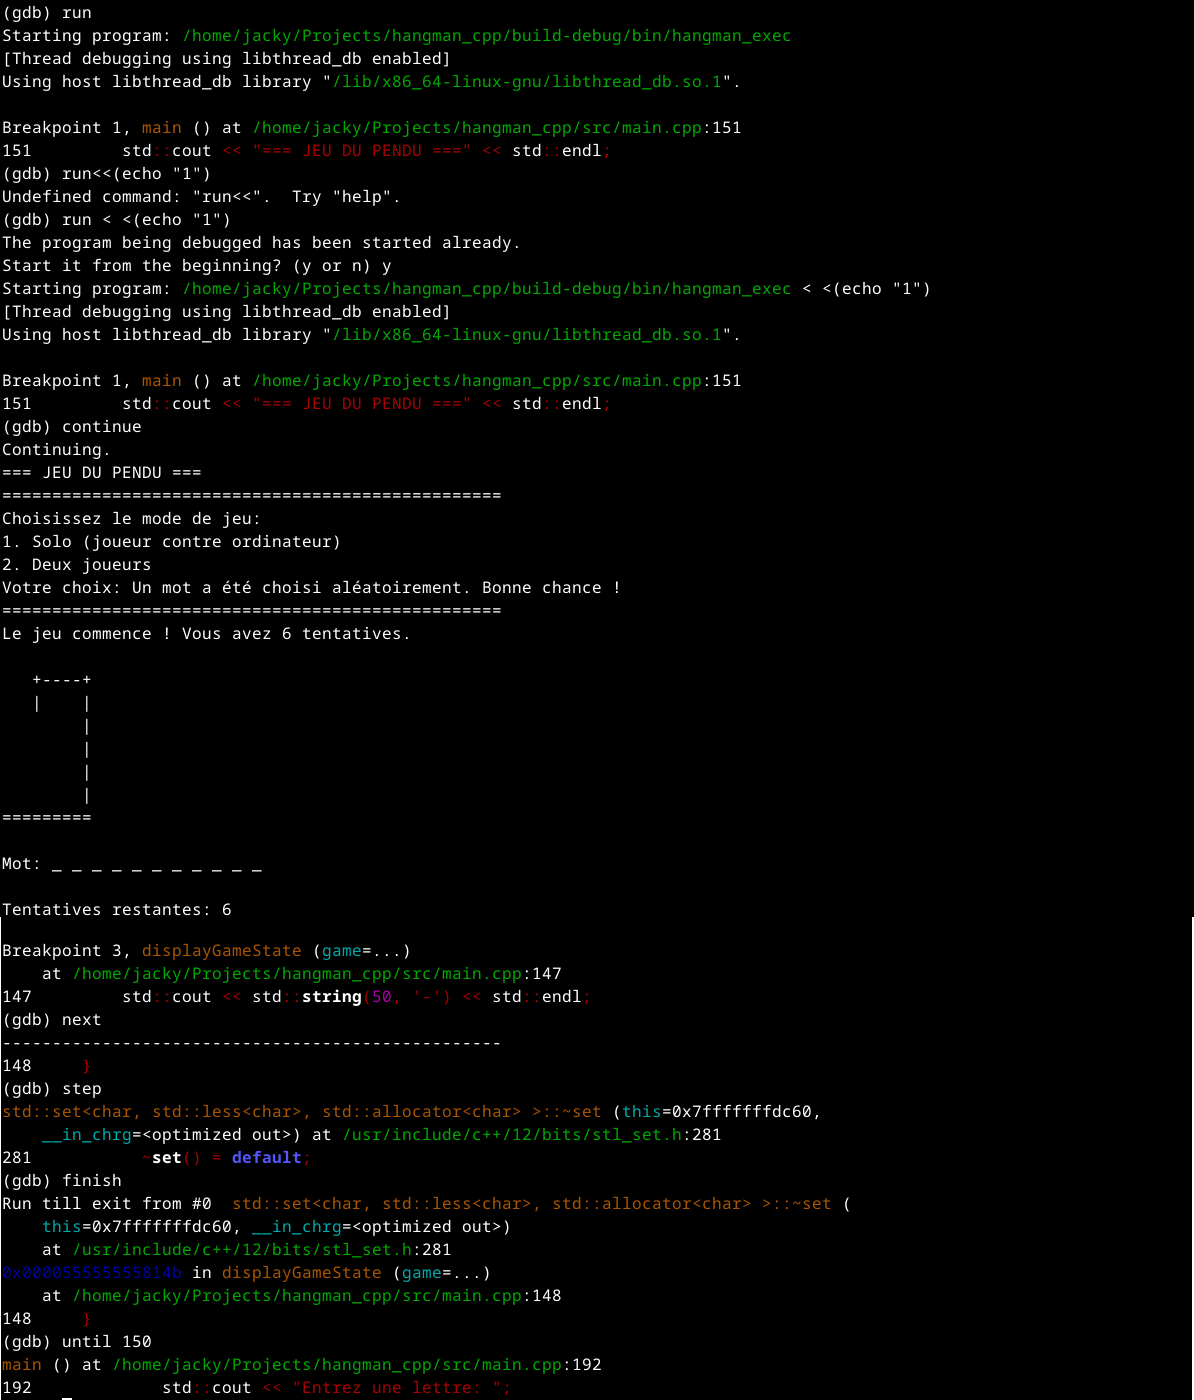 (gdb) run
Starting program: /home/jacky/Projects/hangman_cpp/build-debug/bin/hangman_exec
[Thread debugging using libthread_db enabled]
Using host libthread_db library "/lib/x86_64-linux-gnu/libthread_db.so.1".

Breakpoint 1, main () at /home/jacky/Projects/hangman_cpp/src/main.cpp:151
151         std::cout << "=== JEU DU PENDU ===" << std::endl;
(gdb) run<<(echo "1")
Undefined command: "run<<".  Try "help".
(gdb) run < <(echo "1")
The program being debugged has been started already.
Start it from the beginning? (y or n) y
Starting program: /home/jacky/Projects/hangman_cpp/build-debug/bin/hangman_exec < <(echo "1")
[Thread debugging using libthread_db enabled]
Using host libthread_db library "/lib/x86_64-linux-gnu/libthread_db.so.1".

Breakpoint 1, main () at /home/jacky/Projects/hangman_cpp/src/main.cpp:151
151         std::cout << "=== JEU DU PENDU ===" << std::endl;
(gdb) continue
Continuing.
=== JEU DU PENDU ===
==================================================
Choisissez le mode de jeu:
1. Solo (joueur contre ordinateur)
2. Deux joueurs
Votre choix: Un mot a été choisi aléatoirement. Bonne chance !
==================================================
Le jeu commence ! Vous avez 6 tentatives.

   +----+
   |    |
        |
        |
        |
        |
=========

Mot: _ _ _ _ _ _ _ _ _ _ _

Tentatives restantes: 6

Breakpoint 3, displayGameState (game=...)
    at /home/jacky/Projects/hangman_cpp/src/main.cpp:147
147         std::cout << std::string(50, '-') << std::endl;
(gdb) next
--------------------------------------------------
148     }
(gdb) step
std::set<char, std::less<char>, std::allocator<char> >::~set (this=0x7fffffffdc60,
    __in_chrg=<optimized out>) at /usr/include/c++/12/bits/stl_set.h:281
281           ~set() = default;
(gdb) finish
Run till exit from #0  std::set<char, std::less<char>, std::allocator<char> >::~set (
    this=0x7fffffffdc60, __in_chrg=<optimized out>)
    at /usr/include/c++/12/bits/stl_set.h:281
0x000055555555814b in displayGameState (game=...)
    at /home/jacky/Projects/hangman_cpp/src/main.cpp:148
148     }
(gdb) until 150
main () at /home/jacky/Projects/hangman_cpp/src/main.cpp:192
192             std::cout << "Entrez une lettre: ";